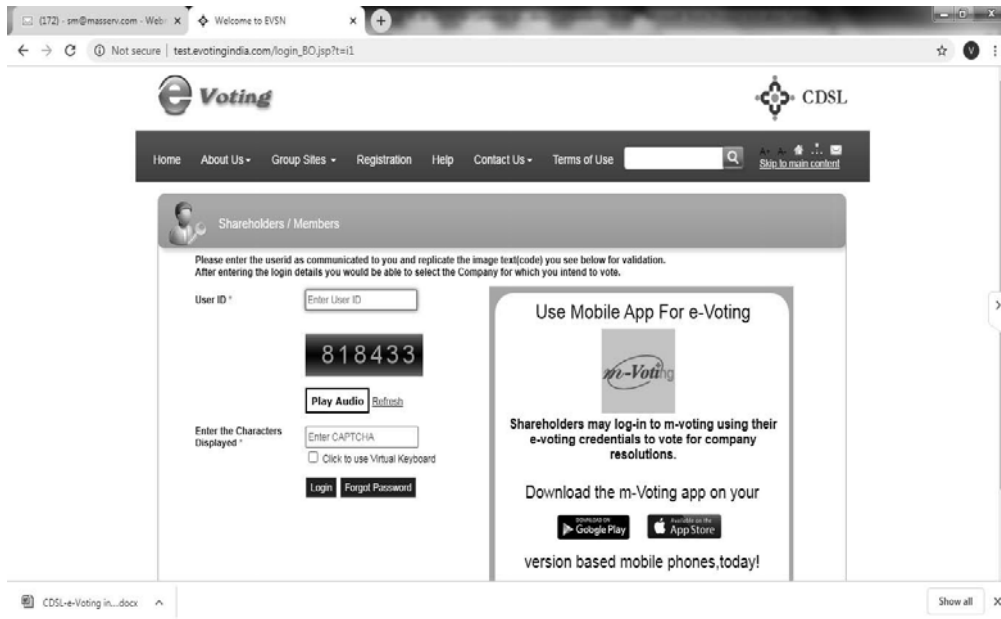 (172) - sm@masserv.com - Web
Welcome to EVSN
Not secure | test.evotingindia.com/login_BO.jsp?t=i1
V
e Voting
CDSL
Home About Us Group Sites Registration Help Contact Us Terms of Use
A+ A-
Skip to main content
Shareholders / Members
Please enter the userid as communicated to you and replicate the image text(code) you see below for validation.
After entering the login details you would be able to select the Company for which you intend to vote.
User ID *
Enter User ID
818433
Play Audio Refresh
Enter the Characters
Displayed *
Enter CAPTCHA
Click to use Virtual Keyboard
Login Forgot Password
Use Mobile App For e-Voting
m-Voting
Shareholders may log-in to m-voting using their
e-voting credentials to vote for company
resolutions.
Download the m-Voting app on your
Google Play
Available on the
App Store
version based mobile phones,today!
CDSL-e-Voting in....docx
Show all